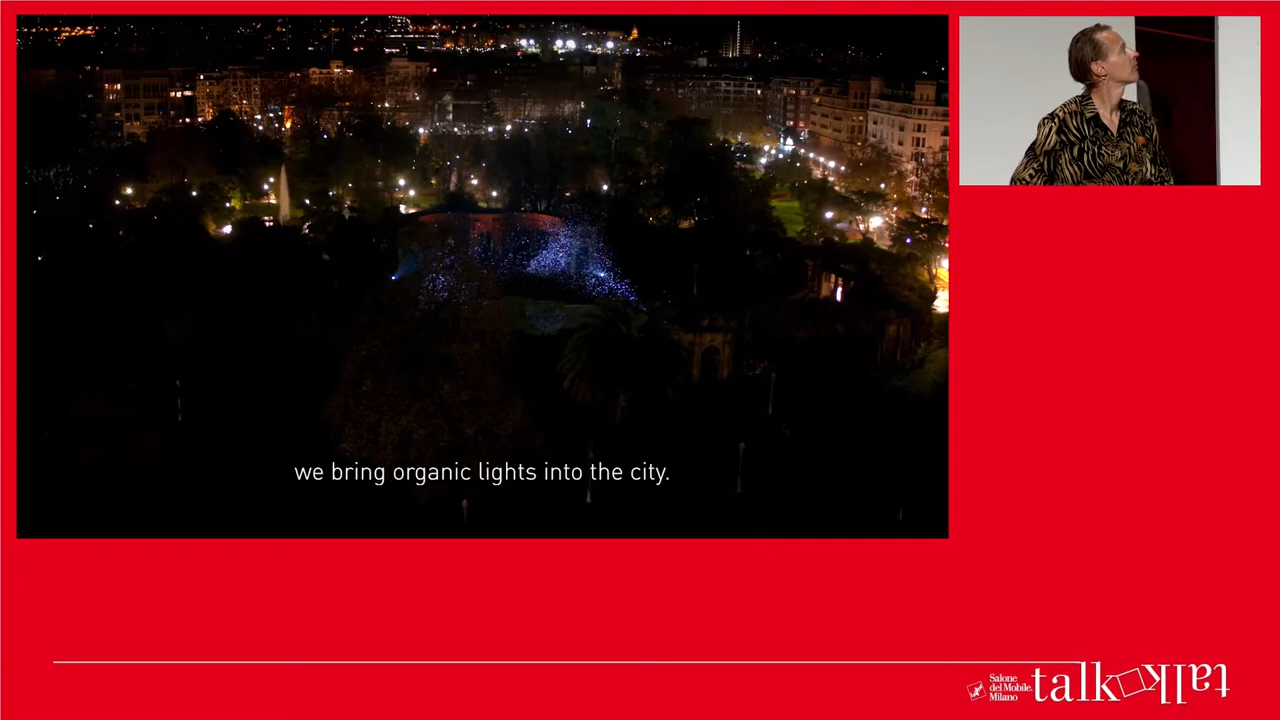 we bring organic lights into the city.
Salone
del Mobile.
Milano
talk
talk